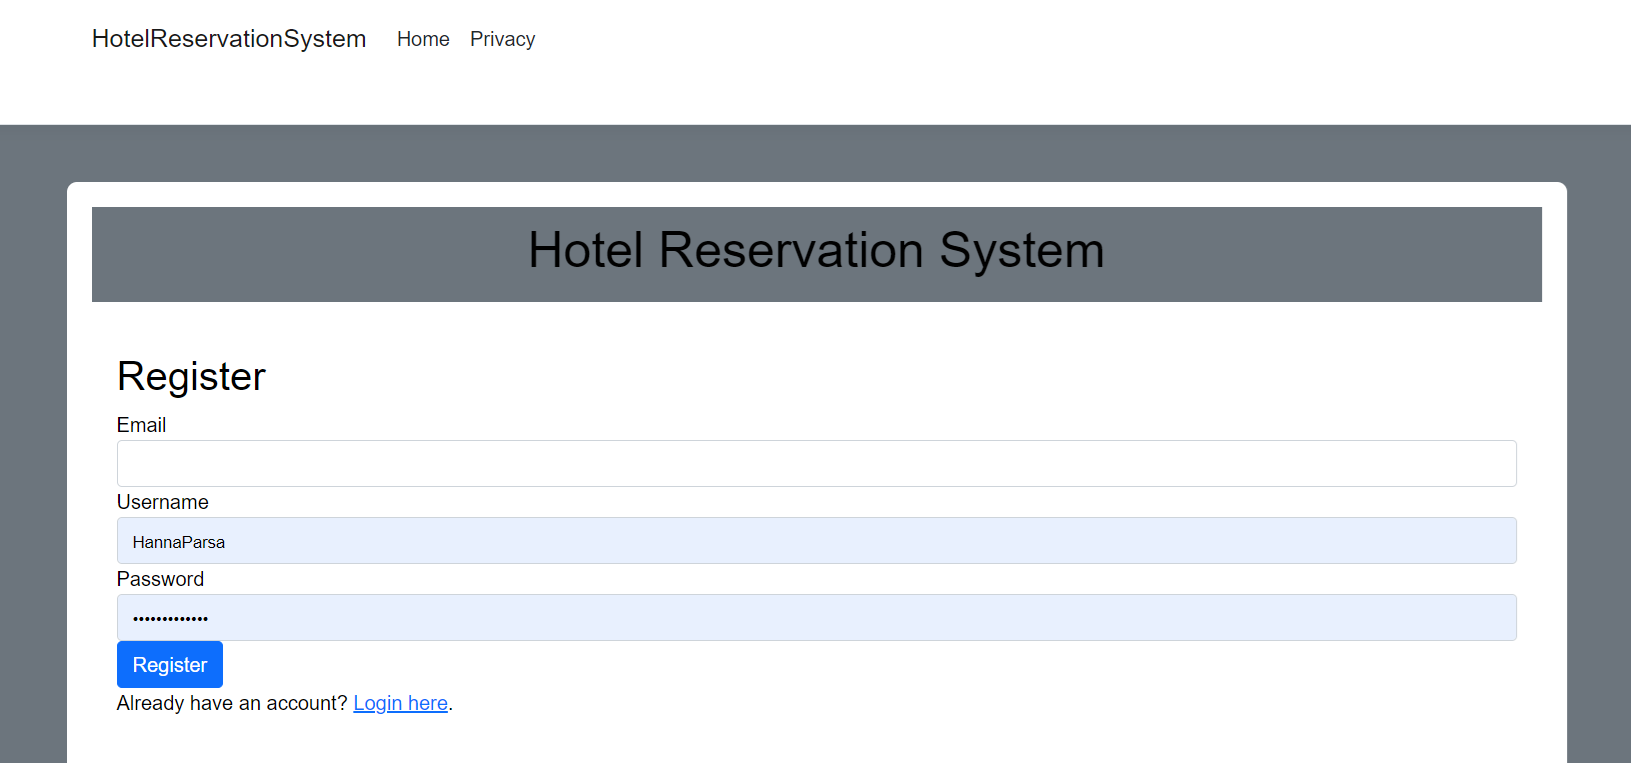 HotelReservationSystem Home Privacy
Hotel Reservation System
Register
Email
Username
HannaParsa
Password
•••••••••••••
Register
Already have an account? Login here.